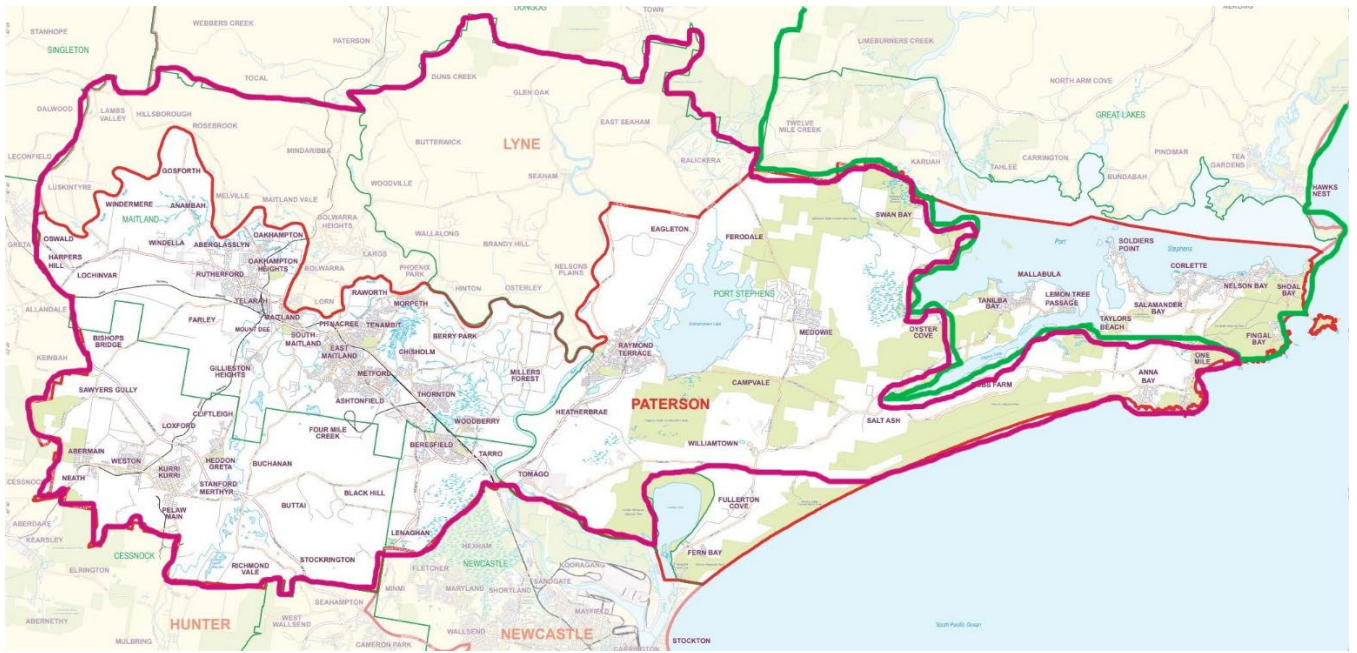 DUNGOG
TOWN
STANHOPE
WEBBERS CREEK
PATERSON
SINGLETON
LIMEBURNERS CREEK
TOCAL
DUNS CREEK
NORTH ARM COVE
GLEN OAK
DALWOOD
LAMBS
VALLEY
HILLSBOROUGH
ROSEBROOK
EAST SEAHAM
TWELVE
MILE CREEK
GREAT LAKES
BUTTERWICK
LYNE
MINDARIBBA
LECONFIELD
BALICKERA
KARUAH
TAHLEE
CARRINGTON
PINDIMAR
TEA
GARDENS
GOSFORTH
SEAHAM
BUNDABAH
LUSKINTYRE
WOODVILLE
HAWKS
NEST
WINDERMERE
ANAMBAH
MELVILLE
MAITLAND VALE
MAITLAND
BOLWARRA
HEIGHTS
SWAN BAY
OSWALD
GRETA
WINDELLA
ABERGLASSLYN
OAKHAMPTON
WALLALONG
BRANDY HILL
EAGLETON
FERODALE
Port
SOLDIERS
POINT
Stephens
HARPERS
HILL
LARGS
OAKHAMPTON
HEIGHTS
BOLWARRA
PHOENIX
PARK
NELSONS
PLAINS
CORLETTE
LOCHINVAR
RUTHERFORD
MALLABULA
NELSON BAY
SHOAL
BAY
HINTON
OSTERLEY
LORN
RAWORTH
PORT STEPHENS
TELARAH
MORPETH
TANILBA
BAY
LEMON TREE
PASSAGE
SALAMANDER
BAY
ALLANDALE
FARLEY
MAITLAND
PITNACREE
TENAMBIT
MOUNT DEE
SOUTH
MAITLAND
BERRY PARK
MEDOWIE
OYSTER
COVE
TAYLORS
BEACH
FINGAL
BAY
BISHOPS
BRIDGE
EAST
MAITLAND
CHISHOLM
RAYMOND
TERRACE
ONE
MILE
KEINBAH
GILLIESTON
HEIGHTS
METFORD
MILLERS
FOREST
ANNA
BAY
SAWYERS GULLY
CAMPVALE
THORNTON
ASHTONFIELD
PATERSON
HEATHERBRAE
CLIFTLEIGH
WOODBERRY
SALT ASH
LOXFORD
FOUR MILE
CREEK
BERESFIELD
WILLIAMTOWN
ABERMAIN
WESTON
HEDDON
GRETA
BUCHANAN
TARRO
CESSNOCK
NEATH
KURRI
KURRI
TOMAGO
STANFORD
MERTHYR
BLACK HILL
BUTTAI
FULLERTON
COVE
PELAW
MAIN
ABERDARE
KEARSLEY
LENAGHAN
HEXHAM
FERN BAY
CESSNOCK
STOCKRINGTON
ELRINGTON
RICHMOND
VALE
FLETCHER
NEWCASTLE
KOORAGANG
MINMI
MARYLAND
SHORTLAND
SANDGATE
SEAHAMPTON
MAYFIELD
ABERNETHY
HUNTER
WEST
WALLSEND
WALLSEND
NEWCASTLE
South Pacific Ocean
MULBRING
CAMERON PARK
CARRINGTON
STOCKTON